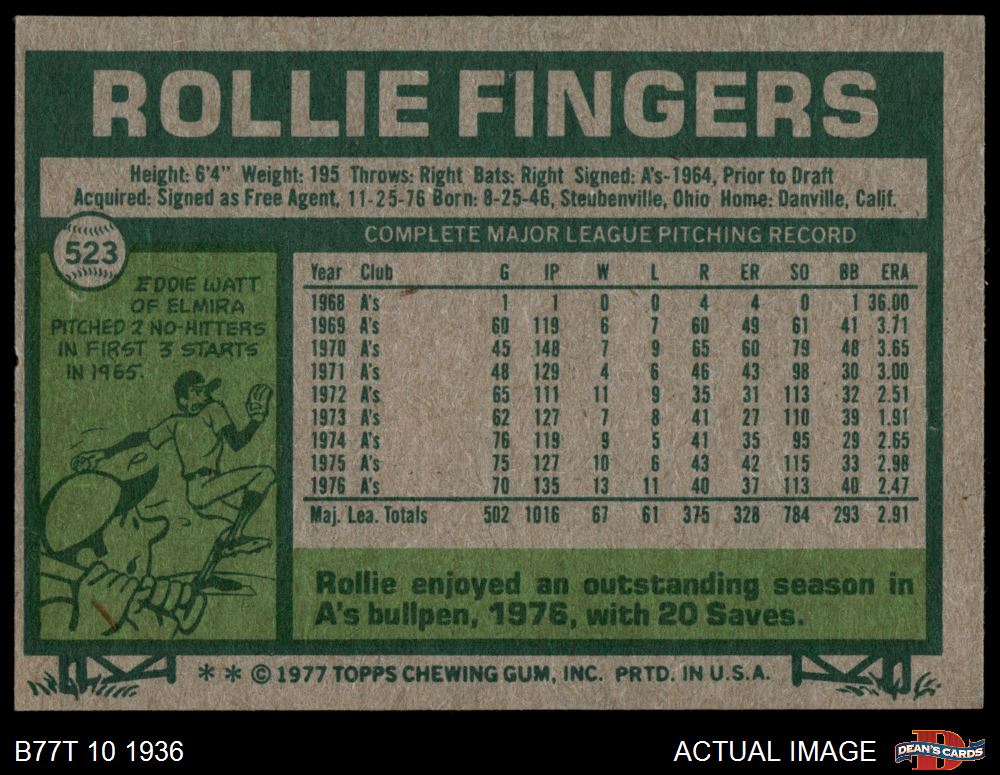 ROLLIE FINGERS
Height: 6'4" Weight: 195 Throws: Right Bats: Right Signed: A's-1964, Prior to Draft
Acquired: Signed as Free Agent, 11-25-76 Born: 8-25-46, Steubenville, Ohio Home: Danville, Calif.
523
EDDIE WATT
OF ELMIRA
PITCHED 2 NO-HITTERS
IN FIRST 3 STARTS
IN 1965.
COMPLETE MAJOR LEAGUE PITCHING RECORD
Year Club G IP W L R ER SO BB ERA
1968 A's 1 1 0 0 4 4 0 1 36.00
1969 A's 60 119 6 7 60 49 61 41 3.71
1970 A's 45 148 7 9 65 60 79 48 3.65
1971 A's 48 129 4 6 46 43 98 30 3.00
1972 A's 65 111 11 9 35 31 113 32 2.51
1973 A's 62 127 7 8 41 27 110 39 1.91
1974 A's 76 119 9 5 41 35 95 29 2.65
1975 A's 75 127 10 6 43 42 115 33 2.98
1976 A's 70 135 13 11 40 37 113 40 2.47
Maj. Lea. Totals 502 1016 67 61 375 328 784 293 2.91
Rollie enjoyed an outstanding season in
A's bullpen, 1976, with 20 Saves.
* * © 1977 TOPPS CHEWING GUM, INC. PRTD. IN U.S.A.
B77T 10 1936
ACTUAL IMAGE
D
DEAN'S CARDS